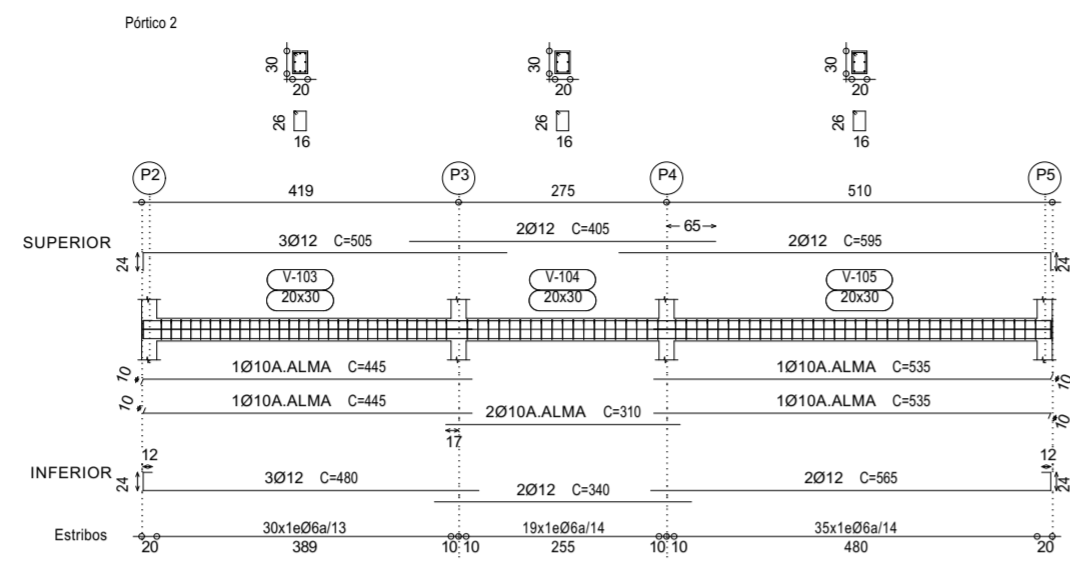 Pórtico 2
30 30 30
20 20 20
26 26 26
16 16 16
P2 P3 P4 P5
419 275 510
2Ø12 C=405 65
SUPERIOR 3Ø12 C=505 2Ø12 C=595
24 24
V-103 V-104 V-105
20x30 20x30 20x30
1Ø10A.ALMA C=445 1Ø10A.ALMA C=535
10 10
1Ø10A.ALMA C=445 1Ø10A.ALMA C=535
10 2Ø10A.ALMA C=310 10
17
12 12
INFERIOR 24 3Ø12 C=480 2Ø12 C=565 24
2Ø12 C=340
Estribos 30x1eØ6a/13 19x1eØ6a/14 35x1eØ6a/14
20 389 10 10 255 10 10 480 20